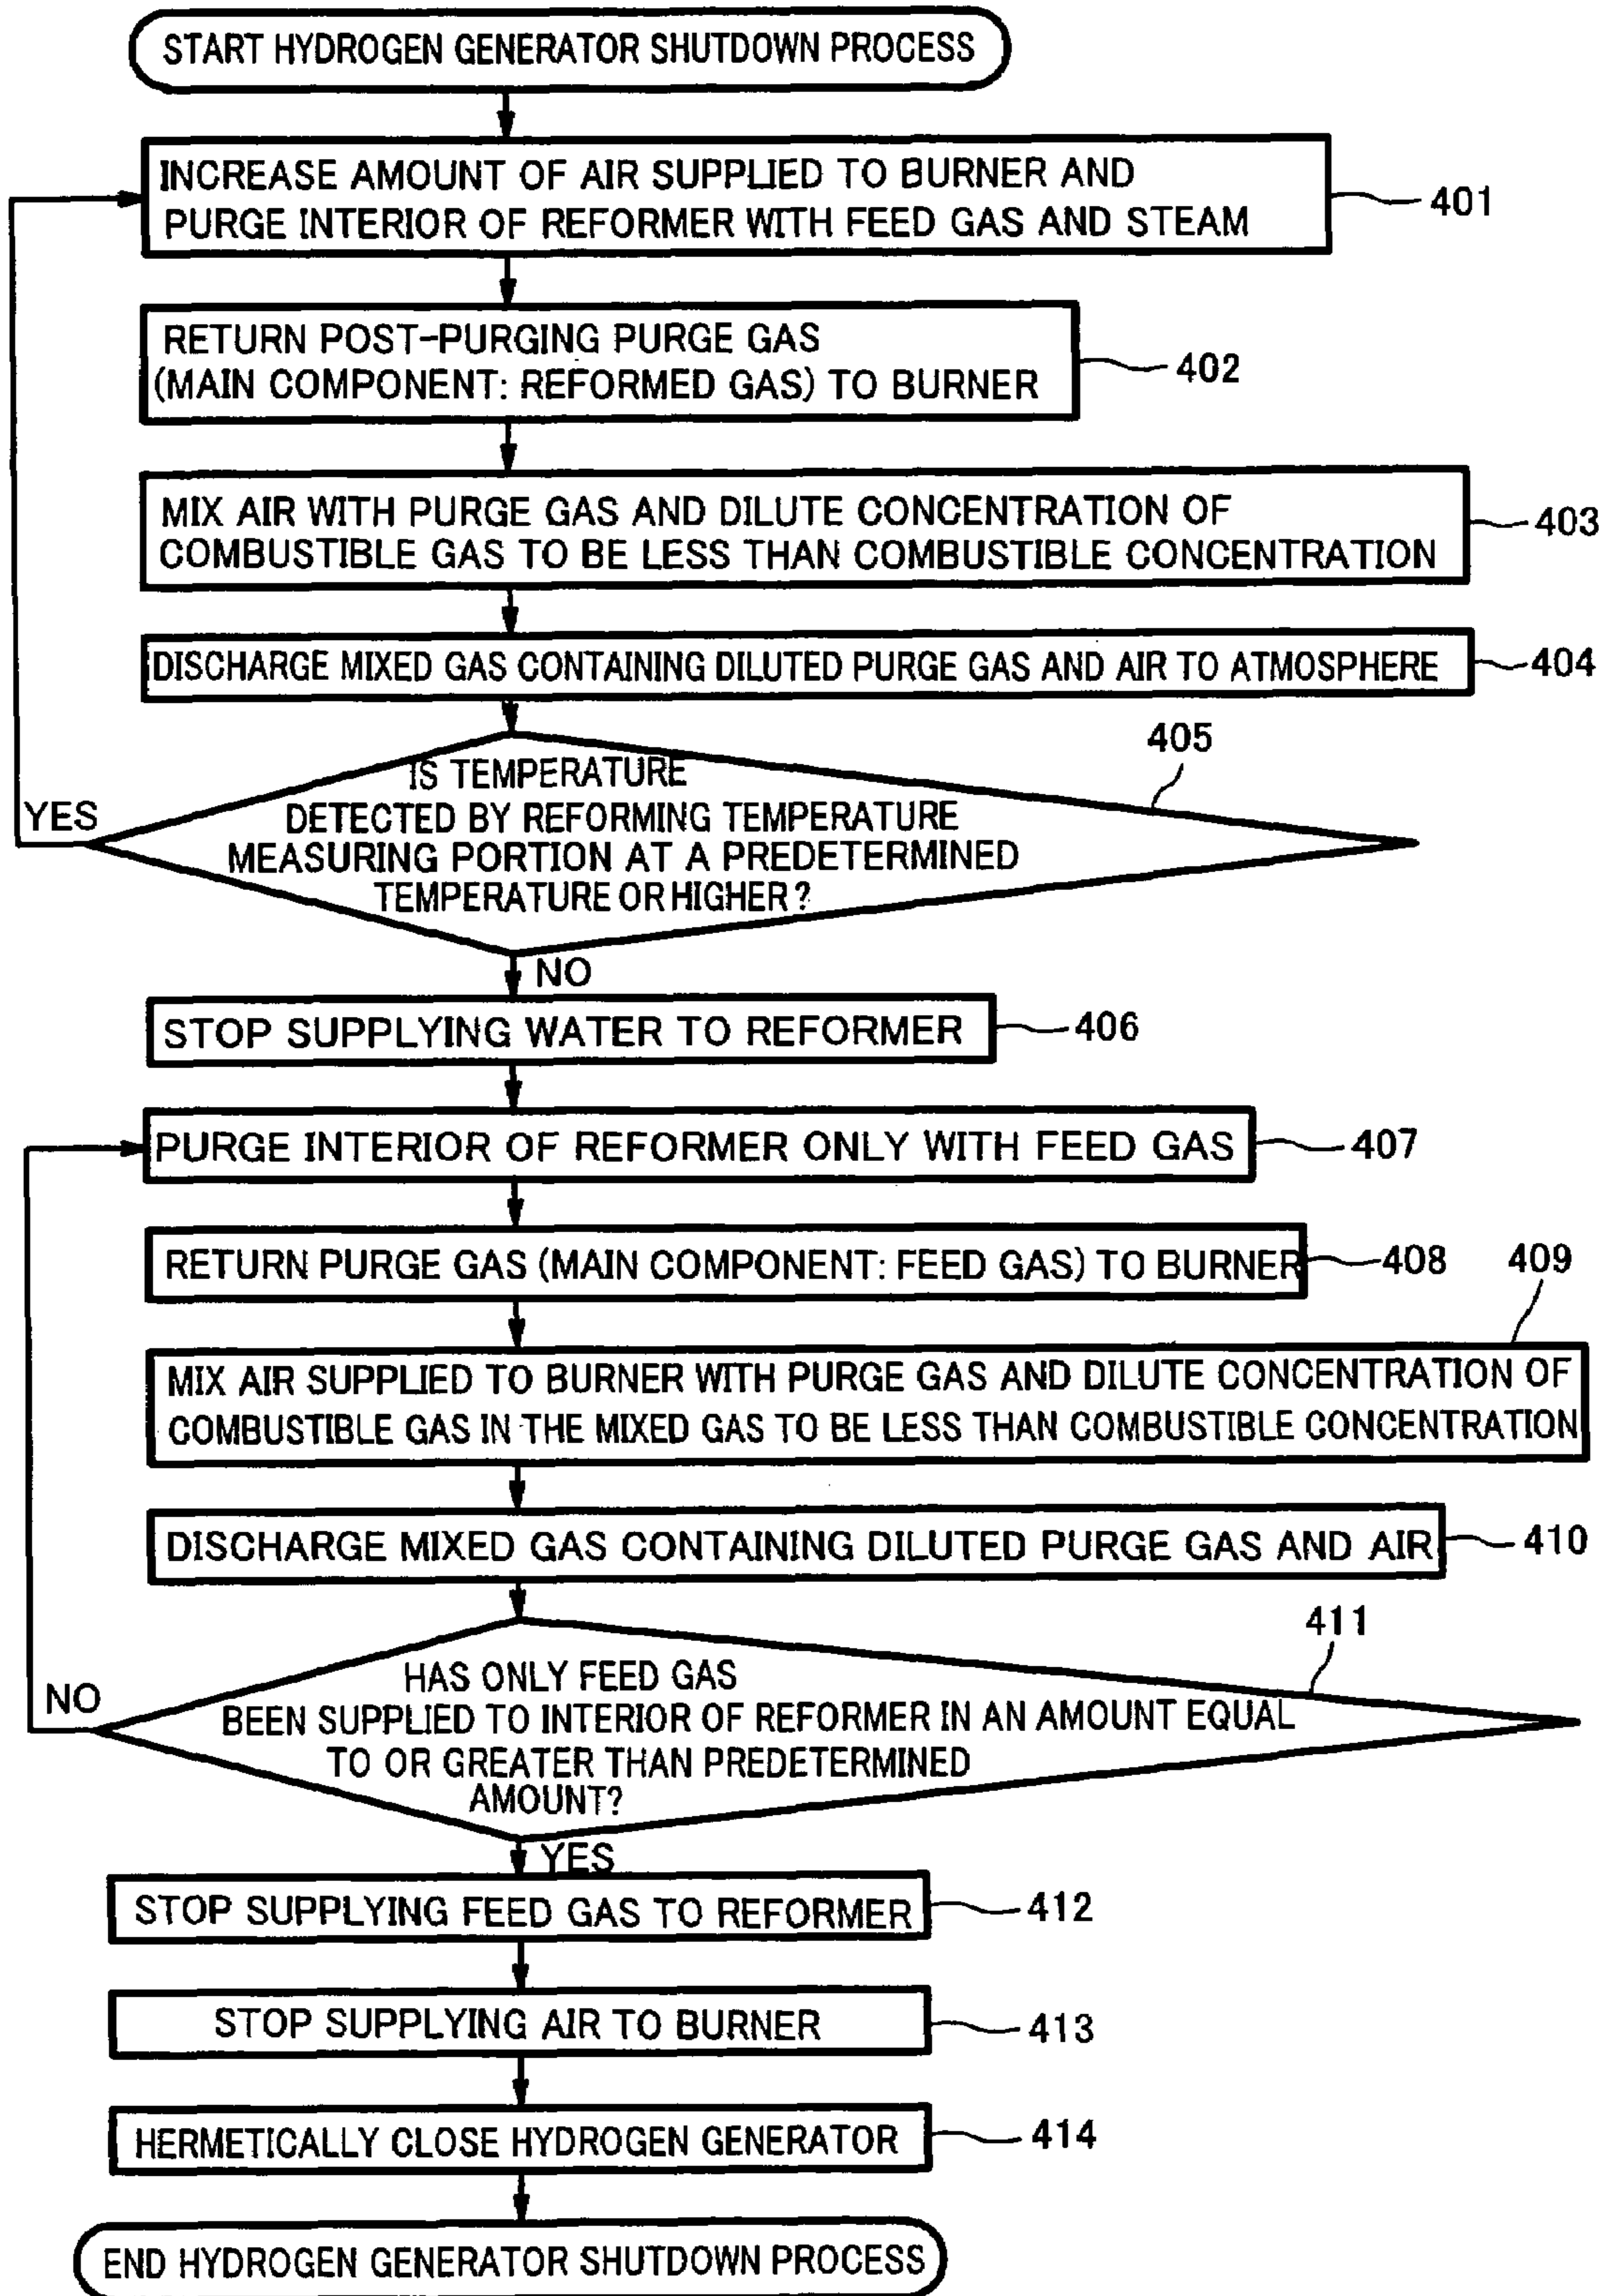 START HYDROGEN GENERATOR SHUTDOWN PROCESS
INCREASE AMOUNT OF AIR SUPPLIED TO BURNER AND
PURGE INTERIOR OF REFORMER WITH FEED GAS AND STEAM
401
RETURN POST-PURGING PURGE GAS
(MAIN COMPONENT: REFORMED GAS) TO BURNER
402
MIX AIR WITH PURGE GAS AND DILUTE CONCENTRATION OF
COMBUSTIBLE GAS TO BE LESS THAN COMBUSTIBLE CONCENTRATION
403
DISCHARGE MIXED GAS CONTAINING DILUTED PURGE GAS AND AIR TO ATMOSPHERE
404
405
IS TEMPERATURE
DETECTED BY REFORMING TEMPERATURE
MEASURING PORTION AT A PREDETERMINED
TEMPERATURE OR HIGHER?
YES
NO
STOP SUPPLYING WATER TO REFORMER
406
PURGE INTERIOR OF REFORMER ONLY WITH FEED GAS
407
RETURN PURGE GAS (MAIN COMPONENT: FEED GAS) TO BURNER
408
409
MIX AIR SUPPLIED TO BURNER WITH PURGE GAS AND DILUTE CONCENTRATION OF
COMBUSTIBLE GAS IN THE MIXED GAS TO BE LESS THAN COMBUSTIBLE CONCENTRATION
DISCHARGE MIXED GAS CONTAINING DILUTED PURGE GAS AND AIR
410
411
HAS ONLY FEED GAS
BEEN SUPPLIED TO INTERIOR OF REFORMER IN AN AMOUNT EQUAL
TO OR GREATER THAN PREDETERMINED
AMOUNT?
NO
YES
STOP SUPPLYING FEED GAS TO REFORMER
412
STOP SUPPLYING AIR TO BURNER
413
HERMETICALLY CLOSE HYDROGEN GENERATOR
414
END HYDROGEN GENERATOR SHUTDOWN PROCESS